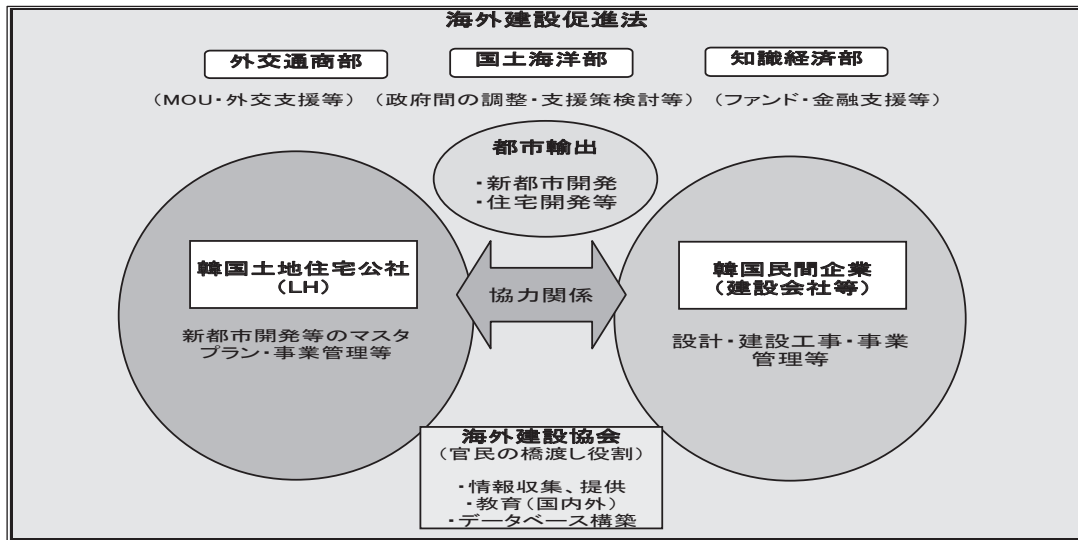 海外建設促進法
外交通商部 国土海洋部 知識経済部
(MOU・外交支援等) (政府間の調整・支援策検討等) (ファンド・金融支援等)
都市輸出
・新都市開発
・住宅開発等
韓国土地住宅公社
(LH)
新都市開発等のマスタ
プラン・事業管理等
協力関係
韓国民間企業
(建設会社等)
設計・建設工事・事業
管理等
海外建設協会
(官民の橋渡し役割)
・情報収集、提供
・教育(国内外)
・データベース構築